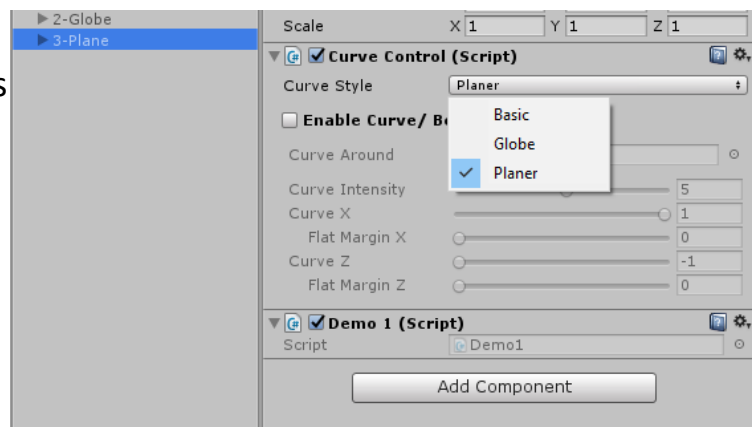 2-Globe
3-Plane
s
Scale X 1 Y 1 Z 1
Curve Control (Script)
Curve Style Planer
Enable Curve/
Basic
Globe
Planer
Curve Around
Curve Intensity 5
Curve X 1
Flat Margin X 0
Curve Z -1
Flat Margin Z 0
Demo 1 (Script)
Script Demo1
Add Component